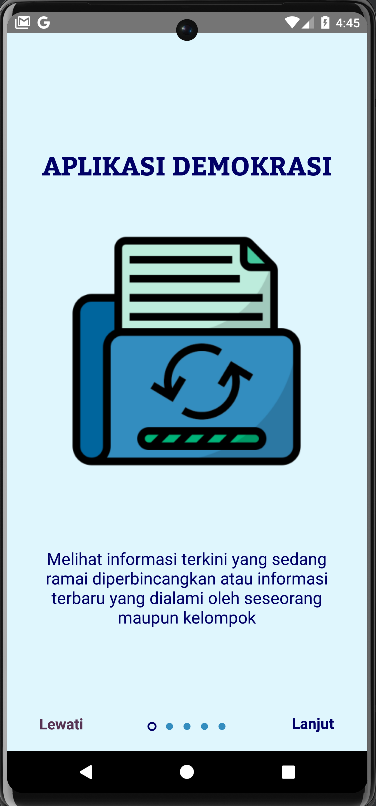 4:45
APLIKASI DEMOKRASI
Melihat informasi terkini yang sedang
ramai diperbincangkan atau informasi
terbaru yang dialami oleh seseorang
maupun kelompok
Lewati
Lanjut